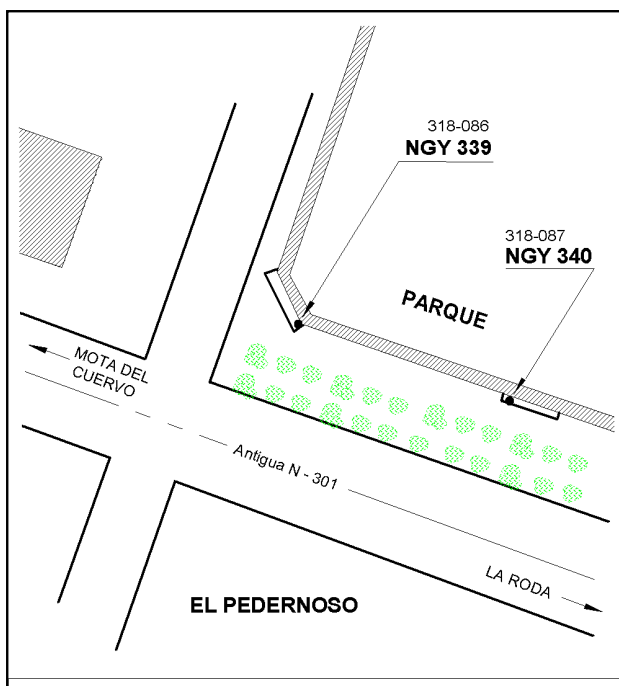 318-086
NGY 339
318-087
NGY 340
PARQUE
MOTA DEL
CUERVO
Antigua N - 301
LA RODA
EL PEDERNOSO